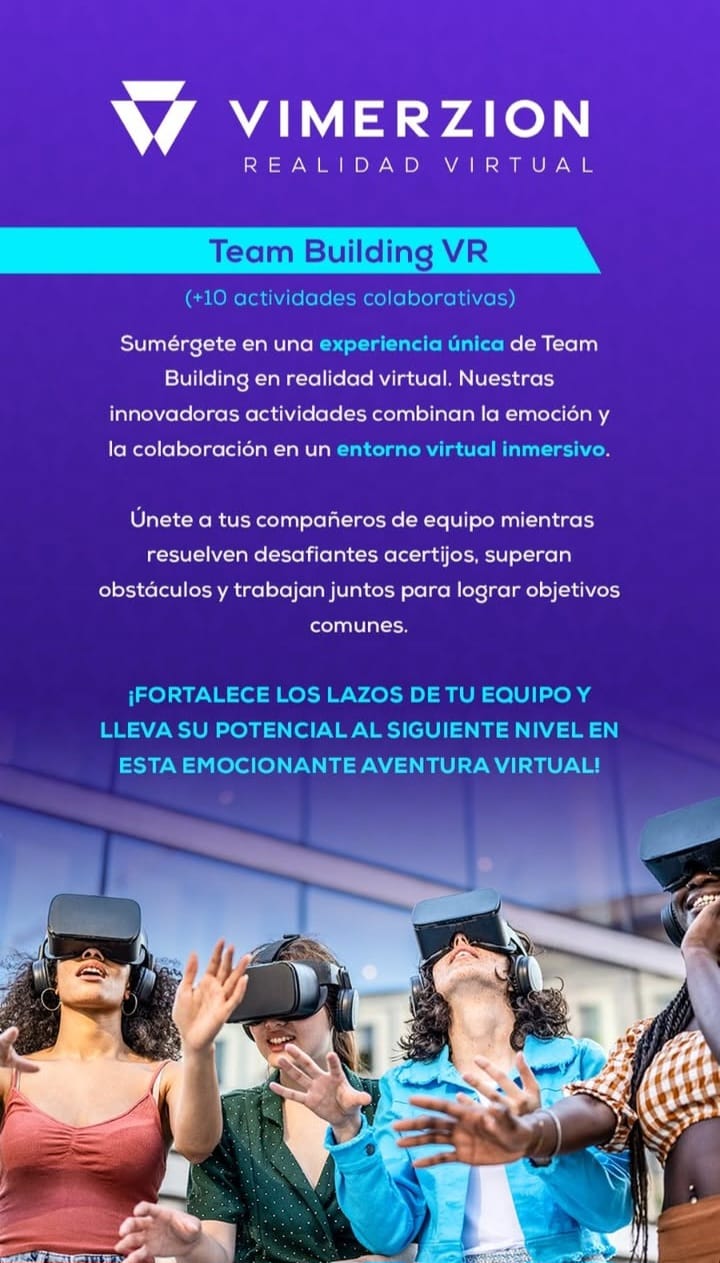 VIMERZION
REALIDAD VIRTUAL
Team Building VR
(+10 actividades colaborativas)
Sumérgete en una experiencia única de Team
Building en realidad virtual. Nuestras
innovadoras actividades combinan la emoción y
la colaboración en un entorno virtual inmersivo.
Únete a tus compañeros de equipo mientras
resuelven desafiantes acertijos, superan
obstáculos y trabajan juntos para lograr objetivos
comunes.
¡FORTALECE LOS LAZOS DE TU EQUIPO Y
LLEVA SU POTENCIAL AL SIGUIENTE NIVEL EN
ESTA EMOCIONANTE AVENTURA VIRTUAL!